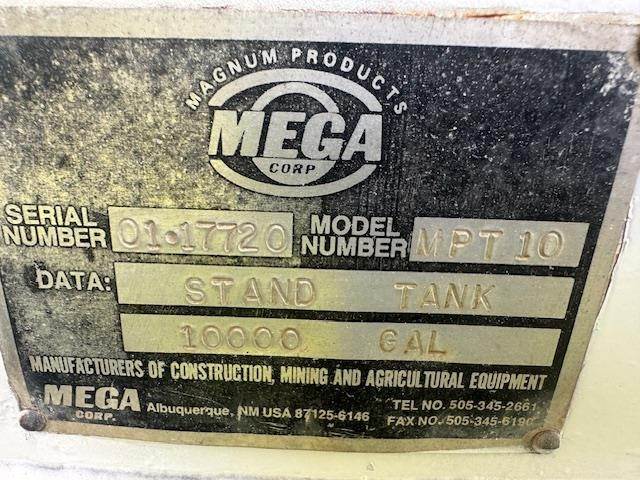 MAGNUM PRODUCTS
MEGA
CORP
SERIAL NUMBER 01•17720 MODEL NUMBER MPT 10
DATA: STAND TANK
10000 GAL
MANUFACTURERS OF CONSTRUCTION, MINING AND AGRICULTURAL EQUIPMENT
MEGA CORP. Albuquerque, NM USA 87125-6146
TEL NO. 505-345-2661
FAX NO. 505-345-6190